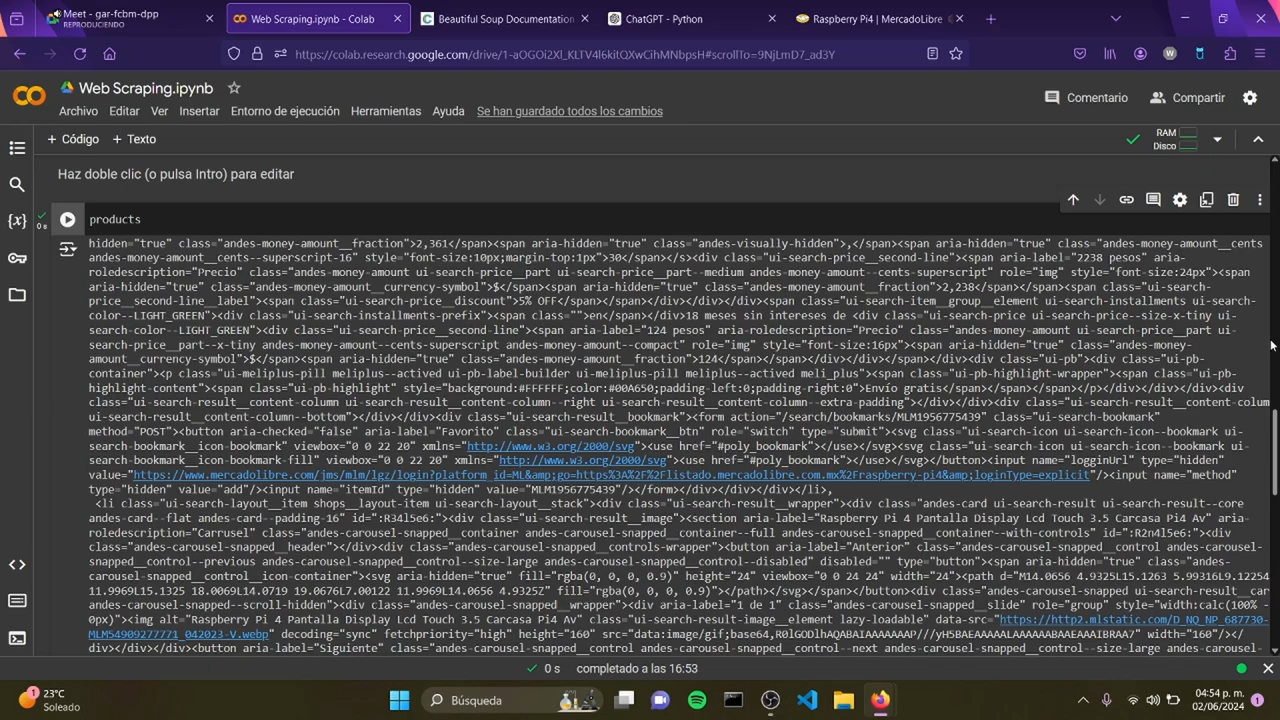 Meet - gar-fcbm-dpp
REPRODUCIENDO
Web Scraping.ipynb - Colab
Beautiful Soup Documentation
ChatGPT - Python
Raspberry Pi4 | MercadoLibre
https://colab.research.google.com/drive/1-aOGOi2Xl_KLTV4l6kitQXwCihMNbpsH#scrollTo=9NjLmD7_ad3Y
Web Scraping.ipynb
Archivo Editar Ver Insertar Entorno de ejecución Herramientas Ayuda Se han guardado todos los cambios
Comentario Compartir
+ Código + Texto
RAM
Disco
Haz doble clic (o pulsa Intro) para editar
products
0 s
hidden="true" class="andes-money-amount__fraction">2,361</span><span aria-hidden="true" class="andes-visually-hidden">,</span><span aria-hidden="true" class="andes-money-amount__cents
andes-money-amount__cents--superscript-16" style="font-size:10px;margin-top:1px">30</span></s><div class="ui-search-price__second-line"><span aria-label="2238 pesos" aria-
roledescription="Precio" class="andes-money-amount ui-search-price__part ui-search-price__part--medium andes-money-amount--cents-superscript" role="img" style="font-size:24px"><span
aria-hidden="true" class="andes-money-amount__currency-symbol">$</span><span aria-hidden="true" class="andes-money-amount__fraction">2,238</span></span><span class="ui-search-
price__second-line__label"><span class="ui-search-price__discount">5% OFF</span></span></div></div></div><span class="ui-search-item__group__element ui-search-installments ui-search-
color--LIGHT_GREEN"><div class="ui-search-installments-prefix"><span class="">en</span></div>18 meses sin intereses de <div class="ui-search-price ui-search-price--size-x-tiny ui-
search-color--LIGHT_GREEN"><div class="ui-search-price__second-line"><span aria-label="124 pesos" aria-roledescription="Precio" class="andes-money-amount ui-search-price__part ui-
search-price__part--x-tiny andes-money-amount--cents-superscript andes-money-amount--compact" role="img" style="font-size:16px"><span aria-hidden="true" class="andes-money-
amount__currency-symbol">$</span><span aria-hidden="true" class="andes-money-amount__fraction">124</span></span></div></div></span><div class="ui-pb"><div class="ui-pb-
container"><p class="ui-meliplus-pill meliplus--actived ui-pb-label-builder ui-meliplus-pill meliplus--actived meli_plus"><span class="ui-pb-highlight-wrapper"><span class="ui-pb-
highlight-content"><span class="ui-pb-highlight" style="background:#FFFFFF;color:#00A650;padding-left:0;padding-right:0">Envío gratis</span></span></span></p></div></div></div><div
class="ui-search-result__content-column ui-search-result__content-column--right ui-search-result__content-column--extra-padding"></div><div class="ui-search-result__content-colum
ui-search-result__content-column--bottom"></div></div><div class="ui-search-result__bookmark"><form action="/search/bookmarks/MLM1956775439" class="ui-search-bookmark"
method="POST"><button aria-checked="false" aria-label="Favorito" class="ui-search-bookmark__btn" role="switch" type="submit"><svg class="ui-search-icon ui-search-icon--bookmark ui-
search-bookmark__icon-bookmark" viewbox="0 0 22 20" xmlns="http://www.w3.org/2000/svg"><use href="#poly_bookmark"></use></svg><svg class="ui-search-icon ui-search-icon--bookmark ui-
search-bookmark__icon-bookmark-fill" viewbox="0 0 22 20" xmlns="http://www.w3.org/2000/svg"><use href="#poly_bookmark"></use></svg></button><input name="logginUrl" type="hidden"
value="https://www.mercadolibre.com/jms/mlm/lgz/login?platform_id=ML&amp;go=https%3A%2F%2Flistado.mercadolibre.com.mx%2Fraspberry-pi4&amp;loginType=explicit"/><input name="method"
type="hidden" value="add"/><input name="itemId" type="hidden" value="MLM1956775439"/></form></div></div></div></li>,
<li class="ui-search-layout__item shops__layout-item ui-search-layout__stack"><div class="ui-search-result__wrapper"><div class="andes-card ui-search-result ui-search-result--core
andes-card--flat andes-card--padding-16" id=":R34l5e6:"><div class="ui-search-result__image"><section aria-label="Raspberry Pi 4 Pantalla Display Lcd Touch 3.5 Carcasa Pi4 Av" aria-
roledescription="Carrusel" class="andes-carousel-snapped__container andes-carousel-snapped__container--full andes-carousel-snapped__container--with-controls" id=":R2n4l5e6:"><div
class="andes-carousel-snapped__header"></div><div class="andes-carousel-snapped__controls-wrapper"><button aria-label="Anterior" class="andes-carousel-snapped__control andes-
carousel-snapped__control--previous andes-carousel-snapped__control--size-large andes-carousel-snapped__control--disabled" disabled="" type="button"><span aria-hidden="true"
class="andes-carousel-snapped__control__icon-container"><svg aria-hidden="true" fill="rgba(0, 0, 0, 0.9)" height="24" viewbox="0 0 24 24" width="24"><path d="M14.0656 4.9325L15.1263 5.99316L9.12254
11.9969L15.1325 18.0069L14.0719 19.0676L7.00122 11.9969L14.0656 4.9325Z" fill="rgba(0, 0, 0, 0.9)"></path></svg></span></button><div class="andes-carousel-snapped ui-search-result__car
andes-carousel-snapped--scroll-hidden"><div class="andes-carousel-snapped__wrapper"><div aria-label="1 de 1" class="andes-carousel-snapped__slide" role="group" style="width:calc(100% -
0px)"><img alt="Raspberry Pi 4 Pantalla Display Lcd Touch 3.5 Carcasa Pi4 Av" class="ui-search-result-image__element lazy-loadable" data-src="https://http2.mlstatic.com/D_NQ_NP_687730-
MLM54909277771_042023-V.webp" decoding="sync" fetchpriority="high" height="160" src="data:image/gif;base64,R0lGODlhAQABAIAAAAAAAP///yH5BAEAAAAALAAAAAABAAEAAAIBRAA7" width="160"/></
div></div></div><button aria-label="Siguiente" class="andes-carousel-snapped__control andes-carousel-snapped__control--next andes-carousel-snapped__control--size-large andes-
0 s completado a las 16:53
23°C
Soleado
Búsqueda
04:54 p. m.
02/06/2024